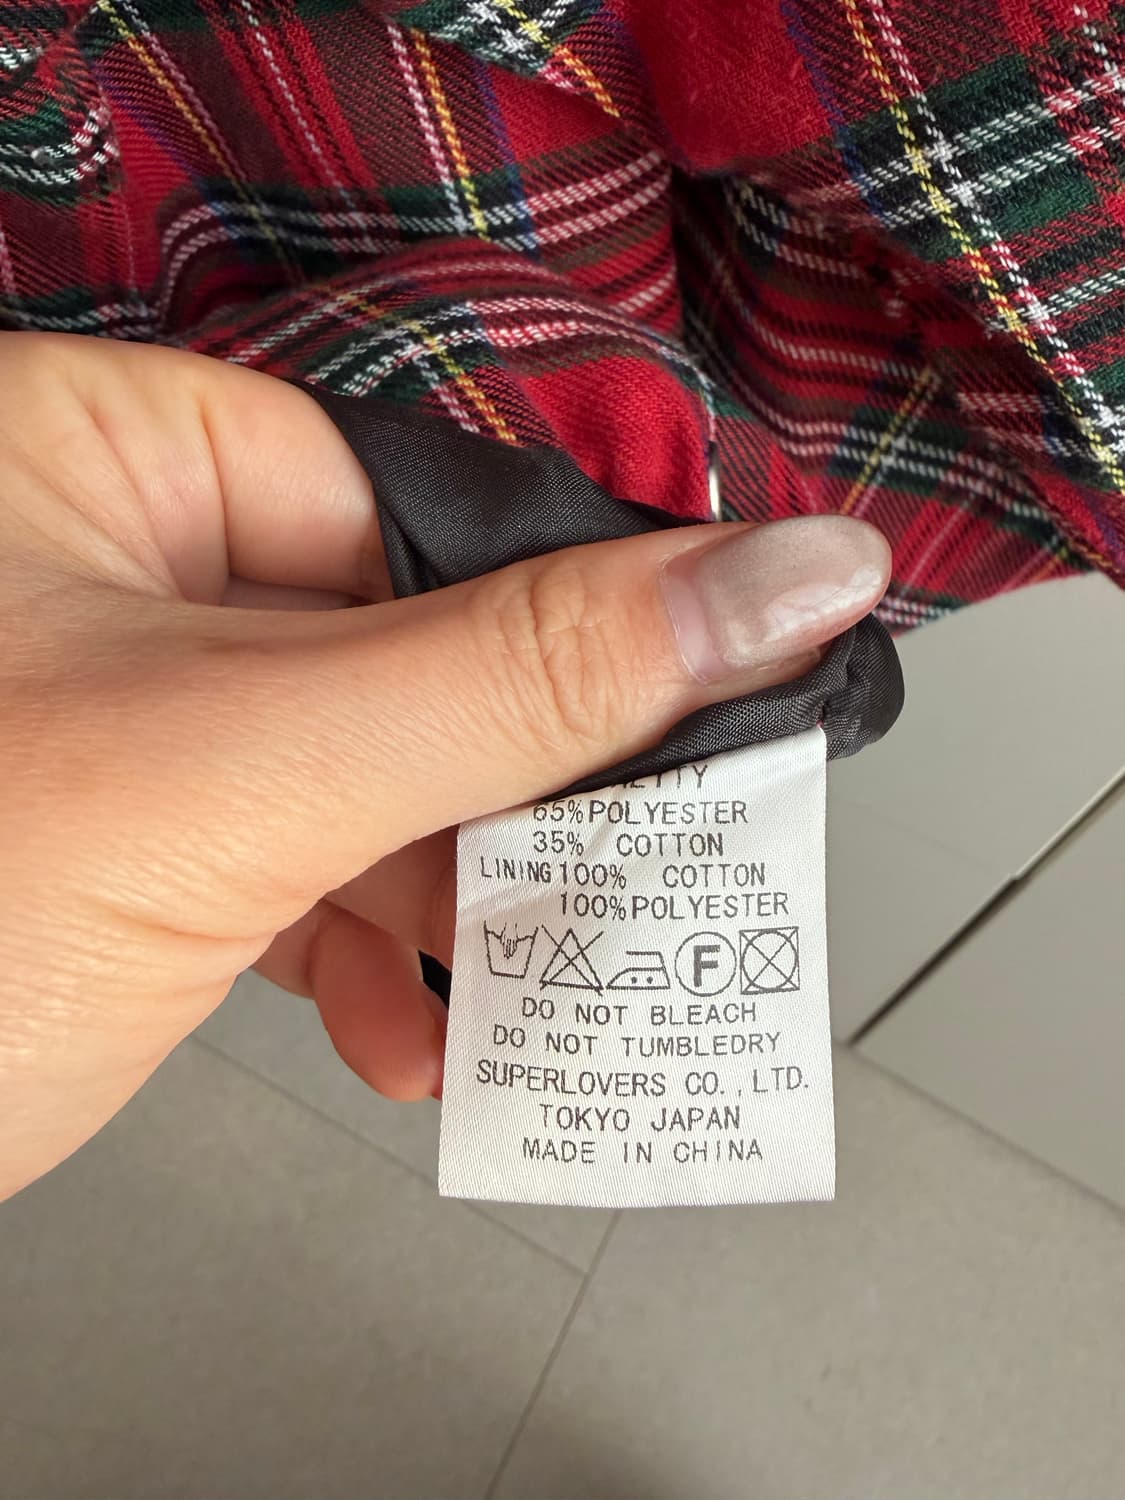 65%POLYESTER
35% COTTON
LINING100% COTTON
100%POLYESTER
F
DO NOT BLEACH
DO NOT TUMBLEDRY
SUPERLOVERS CO.,LTD.
TOKYO JAPAN
MADE IN CHINA